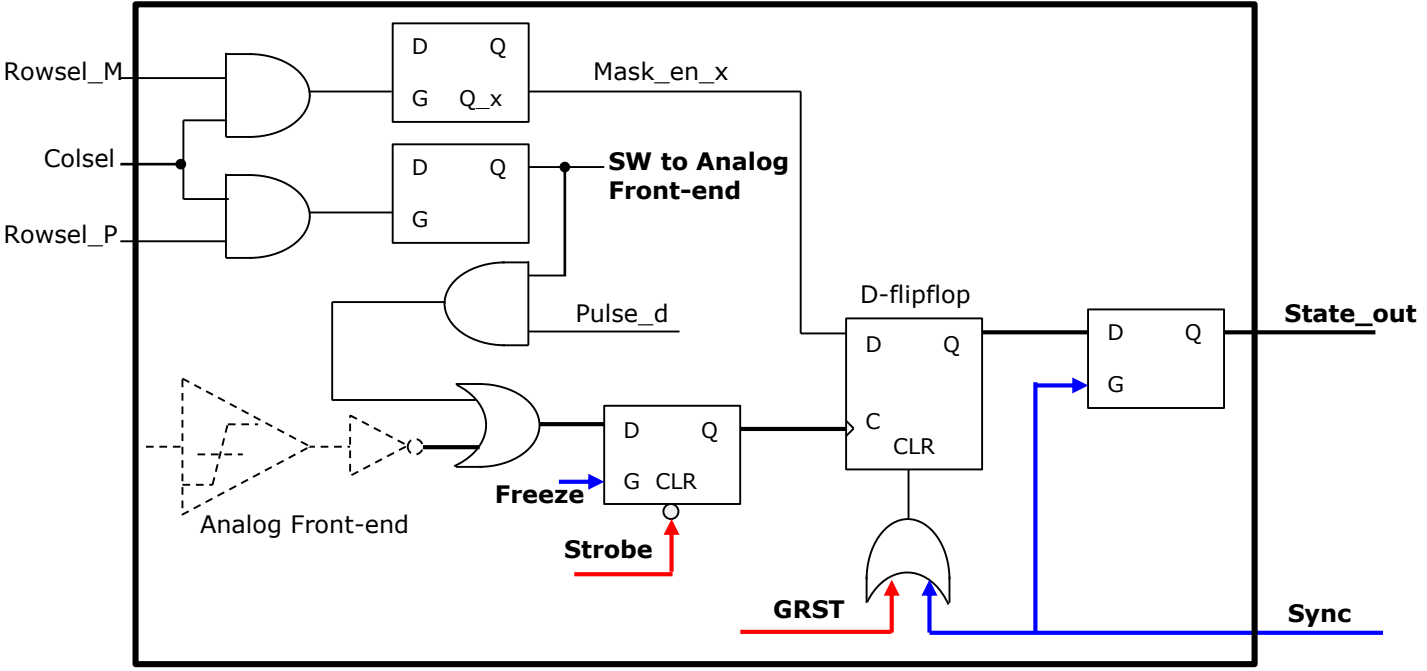 Rowsel_M
D Q
G Q_x
Mask_en_x
Colsel
D Q
G
SW to Analog
Front-end
Rowsel_P
Pulse_d
D-flipflop
D Q
C
CLR
D Q
G
State_out
D Q
G CLR
Freeze
Analog Front-end
Strobe
GRST
Sync